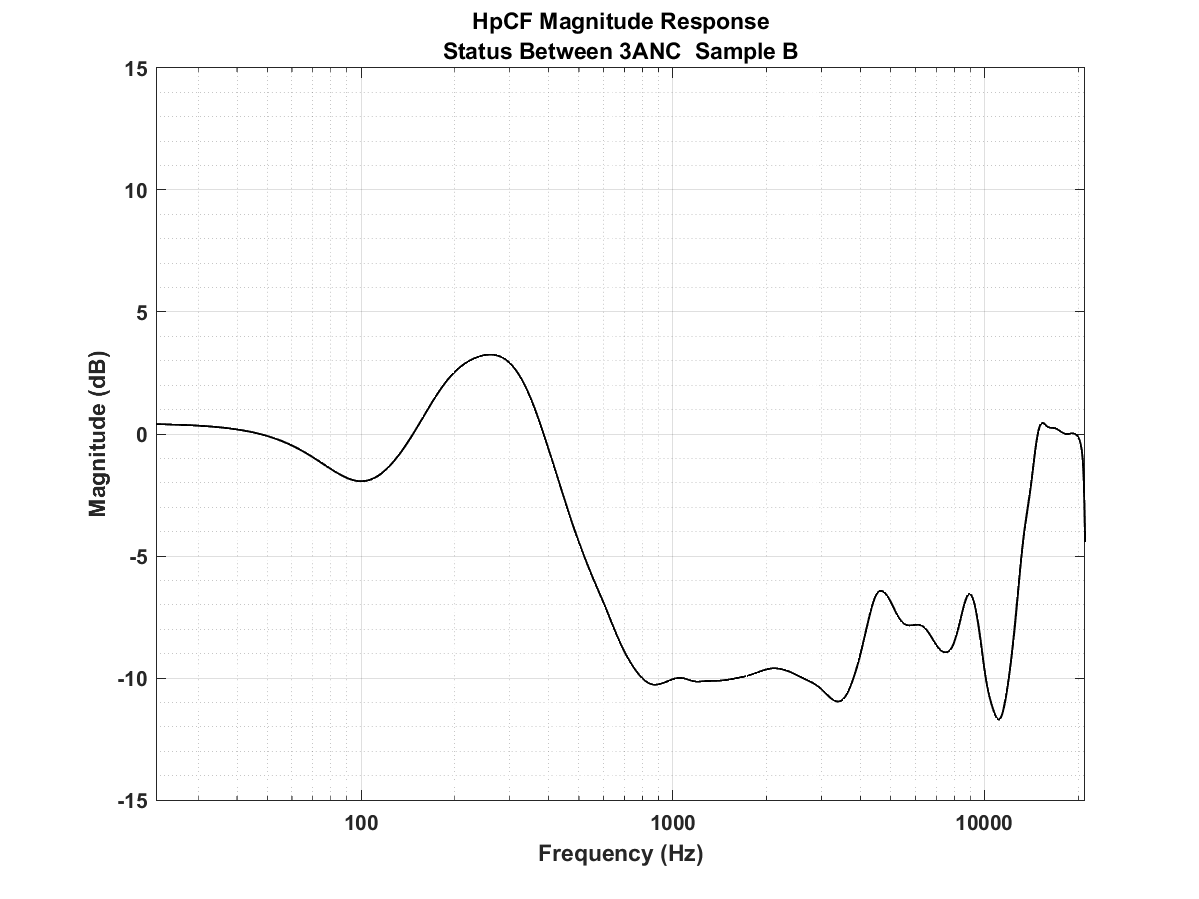 HpCF Magnitude Response
Status Between 3ANC  Sample B
15
10
5
0
-5
-10
-15
Magnitude (dB)
100
1000
10000
Frequency (Hz)